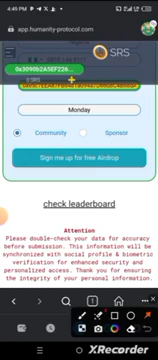 4:49 PM
app.humanity-protocol.com
SRS
0x3090b2A5EF226...
0 SRS
Monday
Community
Sponsor
Sign me up for free Airdrop
check leaderboard
Attention
Please double-check your data for accuracy
before submission. This information will be
synchronized with social profile & biometric
verification for enhanced security and
personalized access. Thank you for ensuring
the integrity of your personal information.
XRecorder